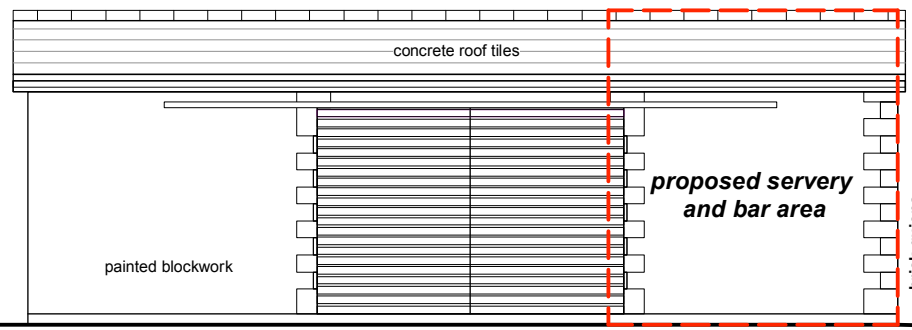 concrete roof tiles
proposed servery
and bar area
painted blockwork